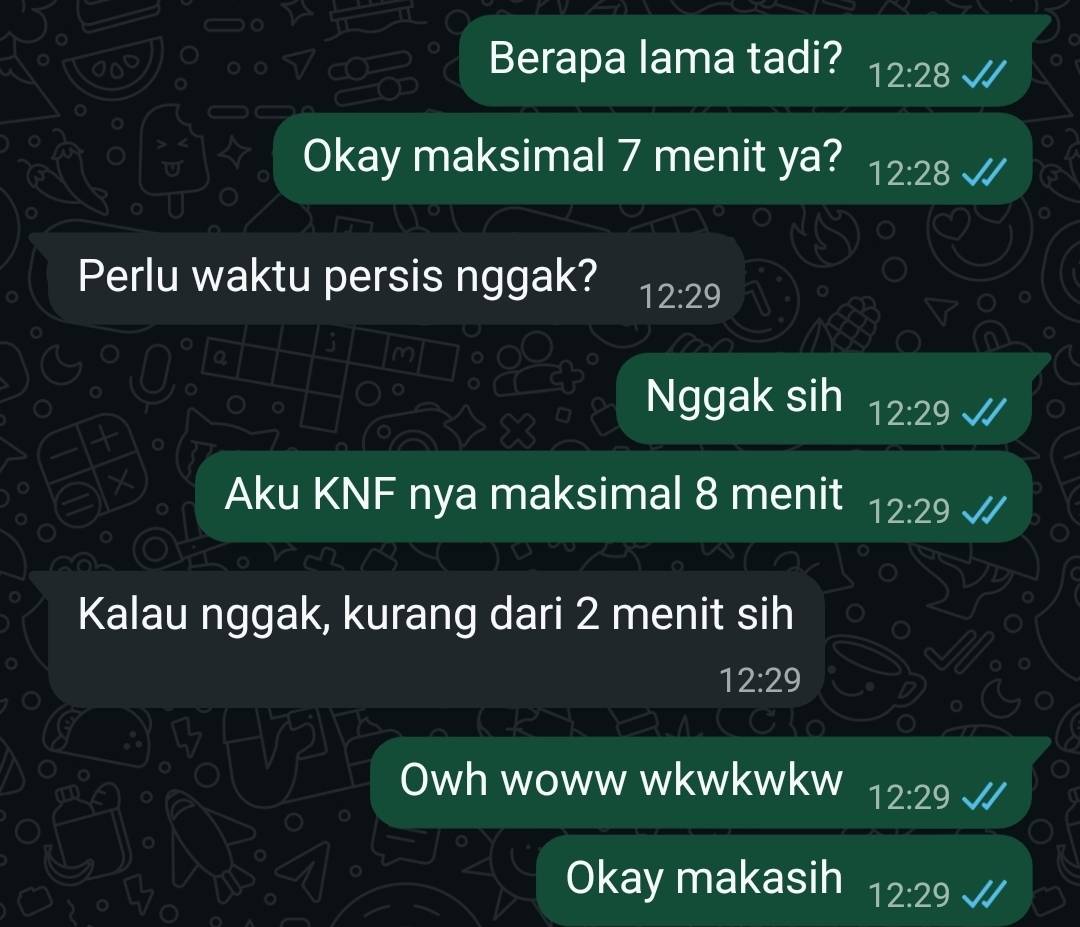 Berapa lama tadi? 12:28
Okay maksimal 7 menit ya? 12:28
Perlu waktu persis nggak? 12:29
Nggak sih 12:29
Aku KNF nya maksimal 8 menit 12:29
Kalau nggak, kurang dari 2 menit sih
12:29
Owh woww wkwkwkw 12:29
Okay makasih 12:29